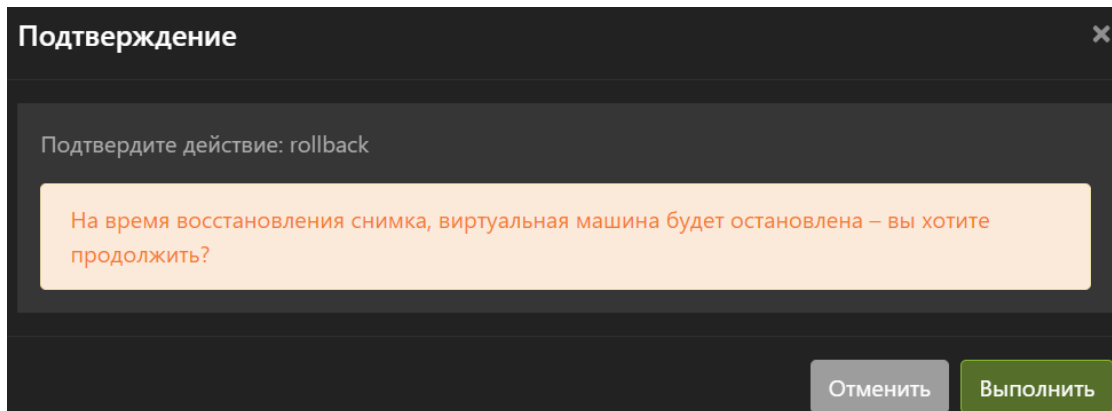 Подтверждение
Подтвердите действие: rollback
На время восстановления снимка, виртуальная машина будет остановлена – вы хотите
продолжить?
Отменить
Выполнить